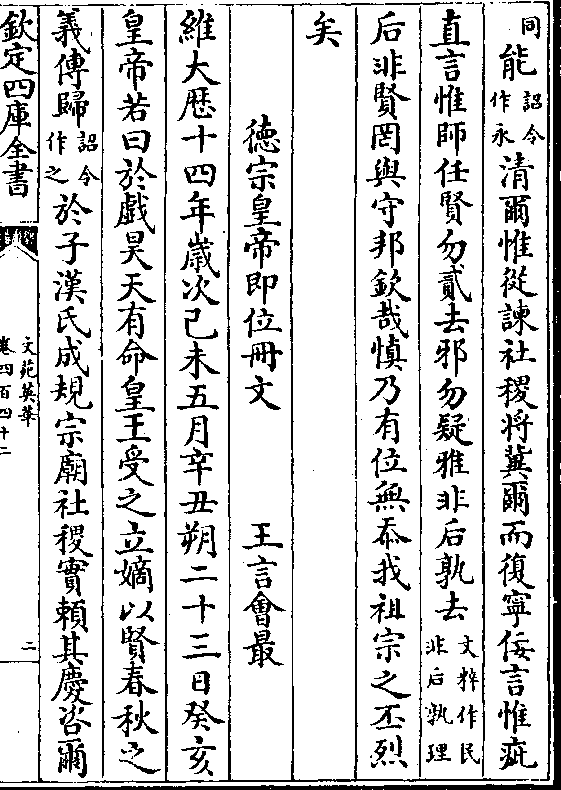 同能詔令作永清爾惟從諫社稷將冀爾而復寧佞言惟疵
直言惟師任賢勿貳去邪勿疑雅非后孰去文粹作民非后孰理
后非賢罔與守邦欽哉慎乃有位無忝我祖宗之丕烈
矣
德宗皇帝即位冊文 王言會最
維大歴十四年歲次己未五月辛丑朔二十三日癸亥
皇帝若曰於戲昊天有命皇王受之立嫡以賢春秋之
義傳歸詔令作之於子漢氏成規宗廟社稷實賴其慶咨爾
欽定四庫全書
文苑英華
卷四百四十二
二